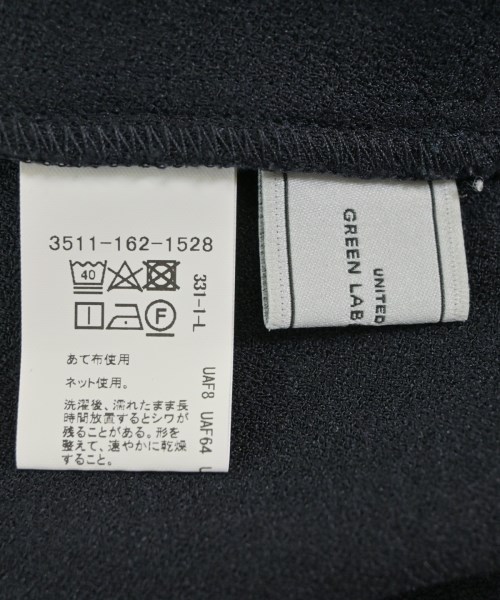 3511-162-1528
40
F
あて布使用
ネット使用。
洗濯後、濡れたまま長
時間放置するとシワが
残ることがある。形を
整えて、速やかに乾燥
すること。
331-1-L
UAF8 UAF64
UNITED
GREEN LAB